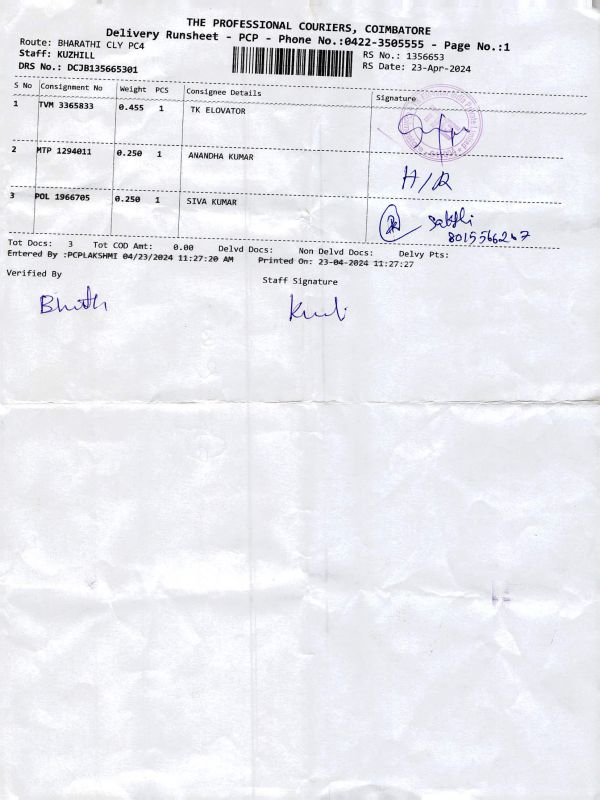 THE PROFESSIONAL COURIERS, COIMBATORE
Delivery Runsheet - PCP - Phone No.:0422-3505555 - Page No.:1
Route: BHARATHI CLY PC4 RS No.: 1356653
Staff: KUZHILL RS Date: 23-Apr-2024
DRS No.: DCJB135665301
S No Consignment No Weight PCS Consignee Details Signature
1 TVM 3365833 0.455 1 TK ELOVATOR
2 MTP 1294011 0.250 1 ANANDHA KUMAR H/R
3 POL 1966705 0.250 1 SIVA KUMAR Sakthi
8015566267
Tot Docs: 3 Tot COD Amt: 0.00 Delvd Docs: Non Delvd Docs: Delvy Pts:
Entered By :PCPLAKSHMI 04/23/2024 11:27:20 AM Printed On: 23-04-2024 11:27:27
Verified By Staff Signature